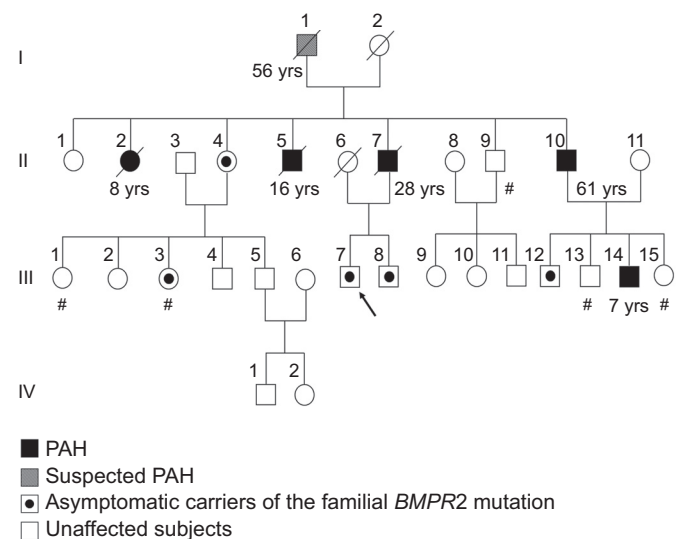 1 2
I
56 yrs
1 2 3 4 5 6 7 8 9 10 11
II
8 yrs 16 yrs 28 yrs # 61 yrs
1 2 3 4 5 6 7 8 9 10 11 12 13 14 15
III
# # # 7 yrs #
1 2
IV
PAH
Suspected PAH
Asymptomatic carriers of the familial BMPR2 mutation
Unaffected subjects